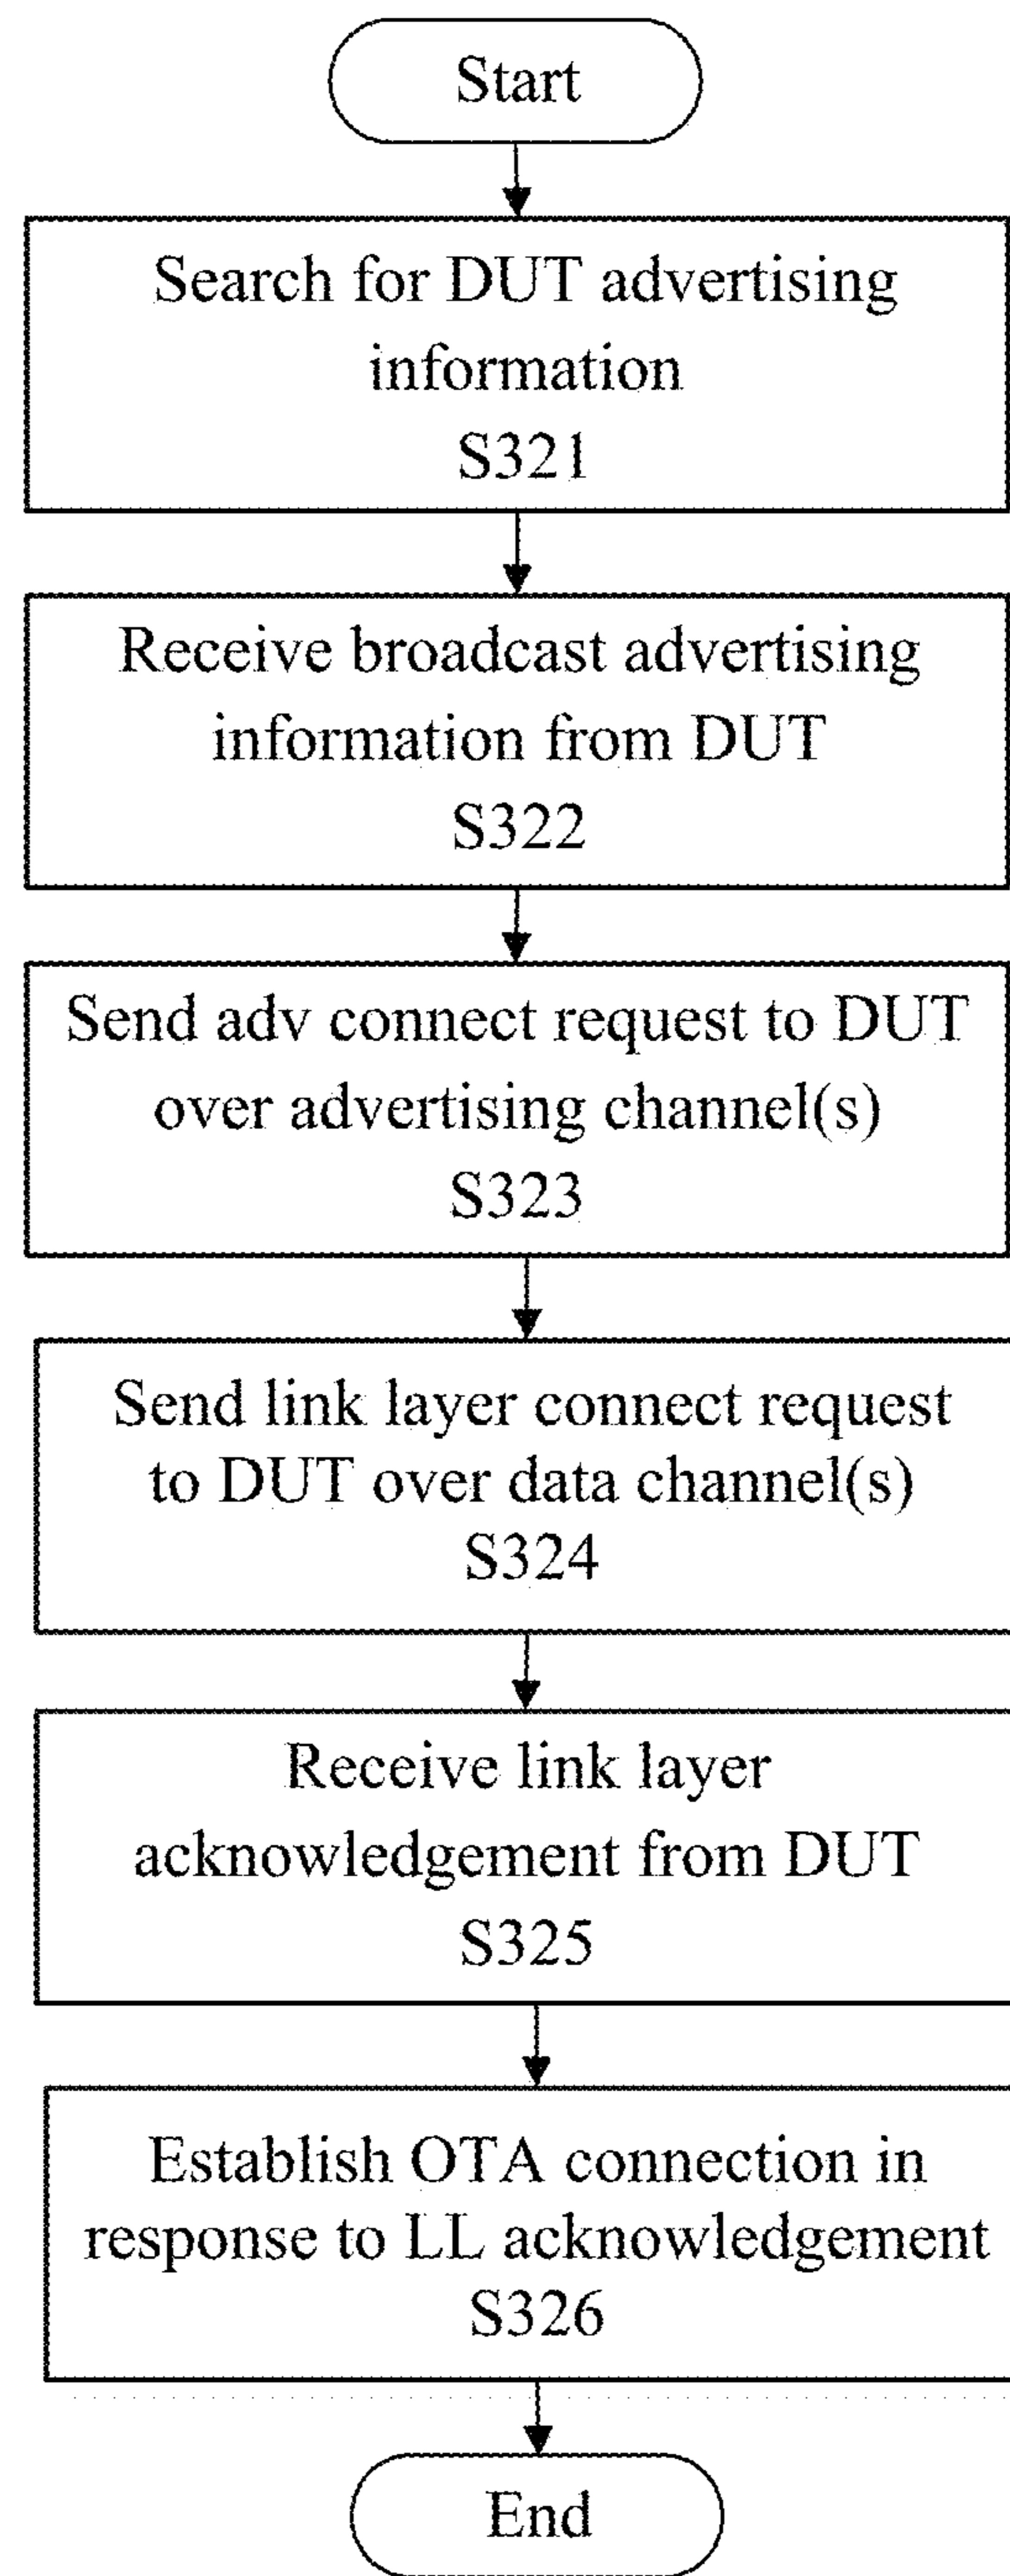 Start
Search for DUT advertising
information
S321
Receive broadcast advertising
information from DUT
S322
Send adv connect request to DUT
over advertising channel(s)
S323
Send link layer connect request
to DUT over data channel(s)
S324
Receive link layer
acknowledgement from DUT
S325
Establish OTA connection in
response to LL acknowledgement
S326
End